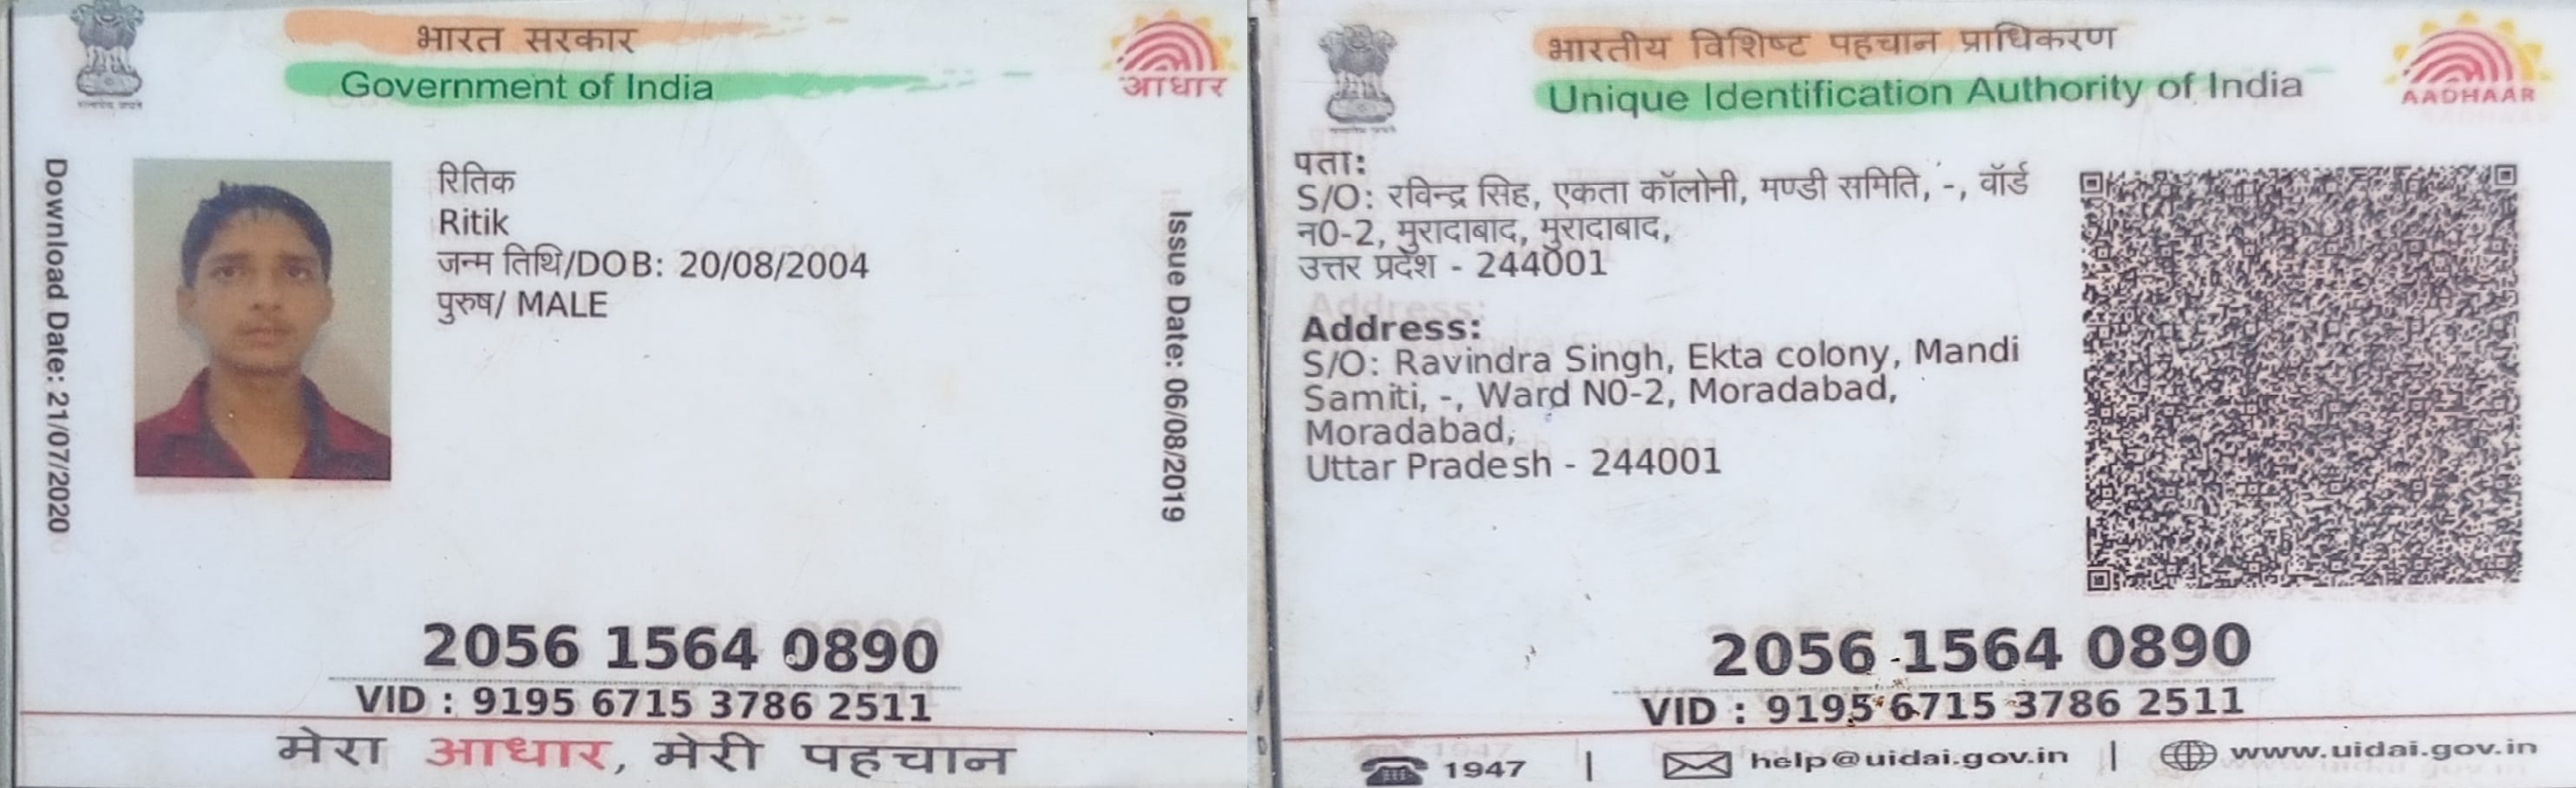 भारत सरकार
Government of India
आधार
Download Date: 21/07/2020
रितिक
Ritik
जन्म तिथि/DOB: 20/08/2004
पुरुष/ MALE
Issue Date: 06/08/2019
2056 1564 0890
VID : 9195 6715 3786 2511
मेरा आधार, मेरी पहचान
भारतीय विशिष्ट पहचान प्राधिकरण
Unique Identification Authority of India
AADHAAR
पता:
S/O: रविन्द्र सिह, एकता कॉलोनी, मण्डी समिति, -, वॉर्ड
न0-2, मुरादाबाद, मुरादाबाद,
उत्तर प्रदेश - 244001
Address:
S/O: Ravindra Singh, Ekta colony, Mandi
Samiti, -, Ward N0-2, Moradabad,
Moradabad,
Uttar Pradesh - 244001
2056 1564 0890
VID : 9195 6715 3786 2511
1947 | help@uidai.gov.in | www.uidai.gov.in